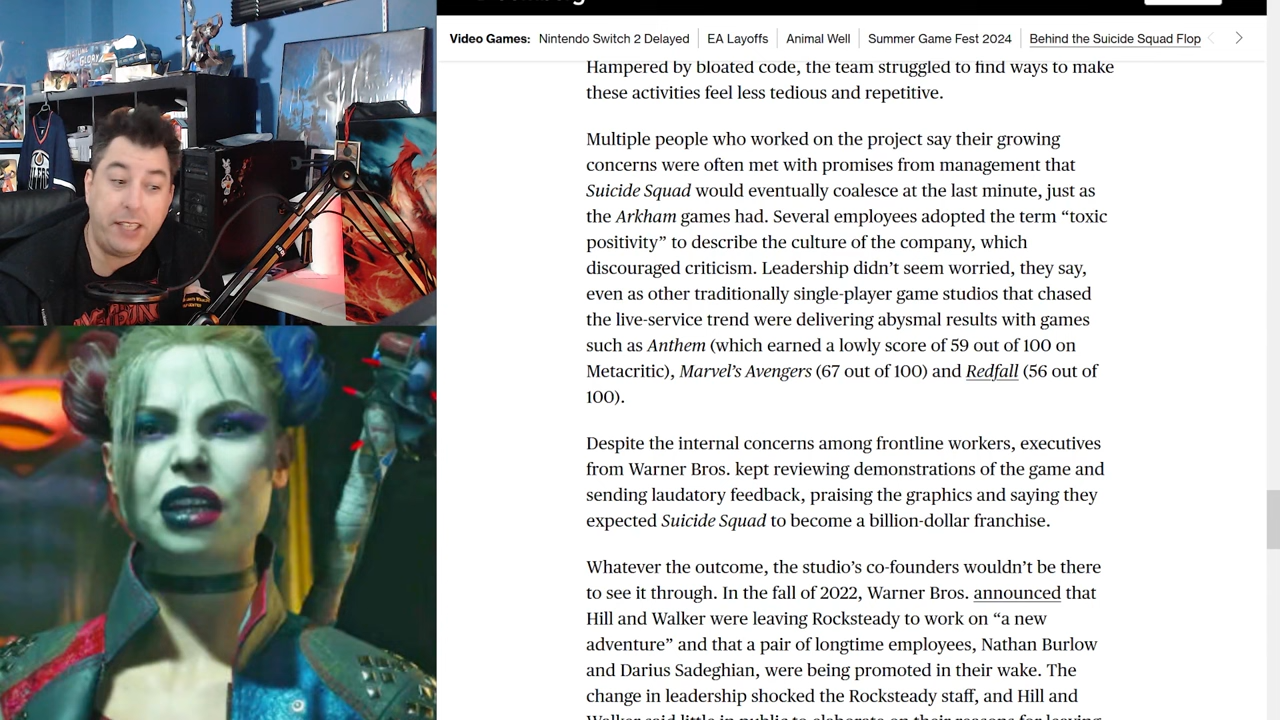 Video Games: Nintendo Switch 2 Delayed EA Layoffs Animal Well Summer Game Fest 2024 Behind the Suicide Squad Flop
Hampered by bloated code, the team struggled to find ways to make
these activities feel less tedious and repetitive.
Multiple people who worked on the project say their growing
concerns were often met with promises from management that
Suicide Squad would eventually coalesce at the last minute, just as
the Arkham games had. Several employees adopted the term “toxic
positivity” to describe the culture of the company, which
discouraged criticism. Leadership didn’t seem worried, they say,
even as other traditionally single-player game studios that chased
the live-service trend were delivering abysmal results with games
such as Anthem (which earned a lowly score of 59 out of 100 on
Metacritic), Marvel’s Avengers (67 out of 100) and Redfall (56 out of
100).
Despite the internal concerns among frontline workers, executives
from Warner Bros. kept reviewing demonstrations of the game and
sending laudatory feedback, praising the graphics and saying they
expected Suicide Squad to become a billion-dollar franchise.
Whatever the outcome, the studio’s co-founders wouldn’t be there
to see it through. In the fall of 2022, Warner Bros. announced that
Hill and Walker were leaving Rocksteady to work on “a new
adventure” and that a pair of longtime employees, Nathan Burlow
and Darius Sadeghian, were being promoted in their wake. The
change in leadership shocked the Rocksteady staff, and Hill and
Walker said little in public to elaborate on their reasons for leaving